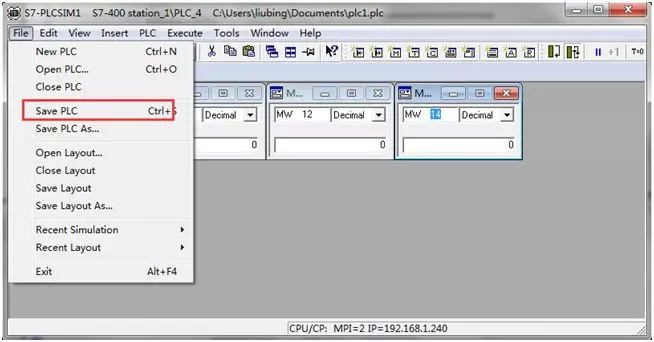 S7-PLCSIM1 S7-400 station_1\PLC_4 C:\Users\liubing\Documents\plc1.plc
File Edit View Insert PLC Execute Tools Window Help
New PLC Ctrl+N
Open PLC... Ctrl+O
Close PLC
Save PLC Ctrl+S
Save PLC As...
Open Layout...
Close Layout
Save Layout
Save Layout As...
Recent Simulation
Recent Layout
Exit Alt+F4
+1 T=0
M... M...
Decimal MW 12 Decimal MW 14 Decimal
0 0 0
CPU/CP: MPI=2 IP=192.168.1.240